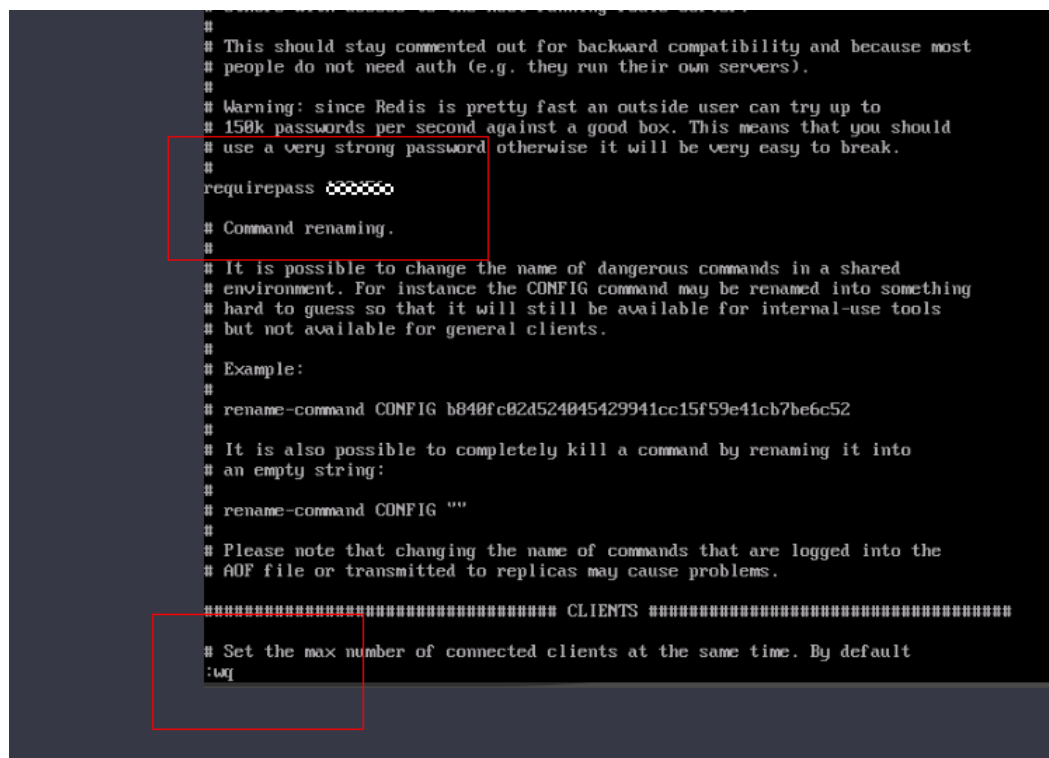 #
# This should stay commented out for backward compatibility and because most
# people do not need auth (e.g. they run their own servers).
#
# Warning: since Redis is pretty fast an outside user can try up to
# 150k passwords per second against a good box. This means that you should
# use a very strong password otherwise it will be very easy to break.
#
requirepass
# Command renaming.
#
# It is possible to change the name of dangerous commands in a shared
# environment. For instance the CONFIG command may be renamed into something
# hard to guess so that it will still be available for internal-use tools
# but not available for general clients.
#
# Example:
#
# rename-command CONFIG b840fc02d524045429941cc15f59e41cb7be6c52
#
# It is also possible to completely kill a command by renaming it into
# an empty string:
#
# rename-command CONFIG ""
#
# Please note that changing the name of commands that are logged into the
# AOF file or transmitted to replicas may cause problems.
################################### CLIENTS ####################################
# Set the max number of connected clients at the same time. By default
:wq